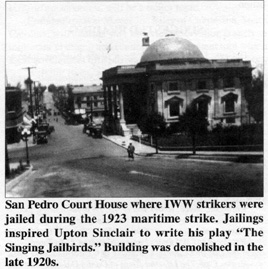 San Pedro Court House where IWW strikers were
jailed during the 1923 maritime strike. Jailings
inspired Upton Sinclair to write his play “The
Singing Jailbirds.” Building was demolished in the
late 1920s.